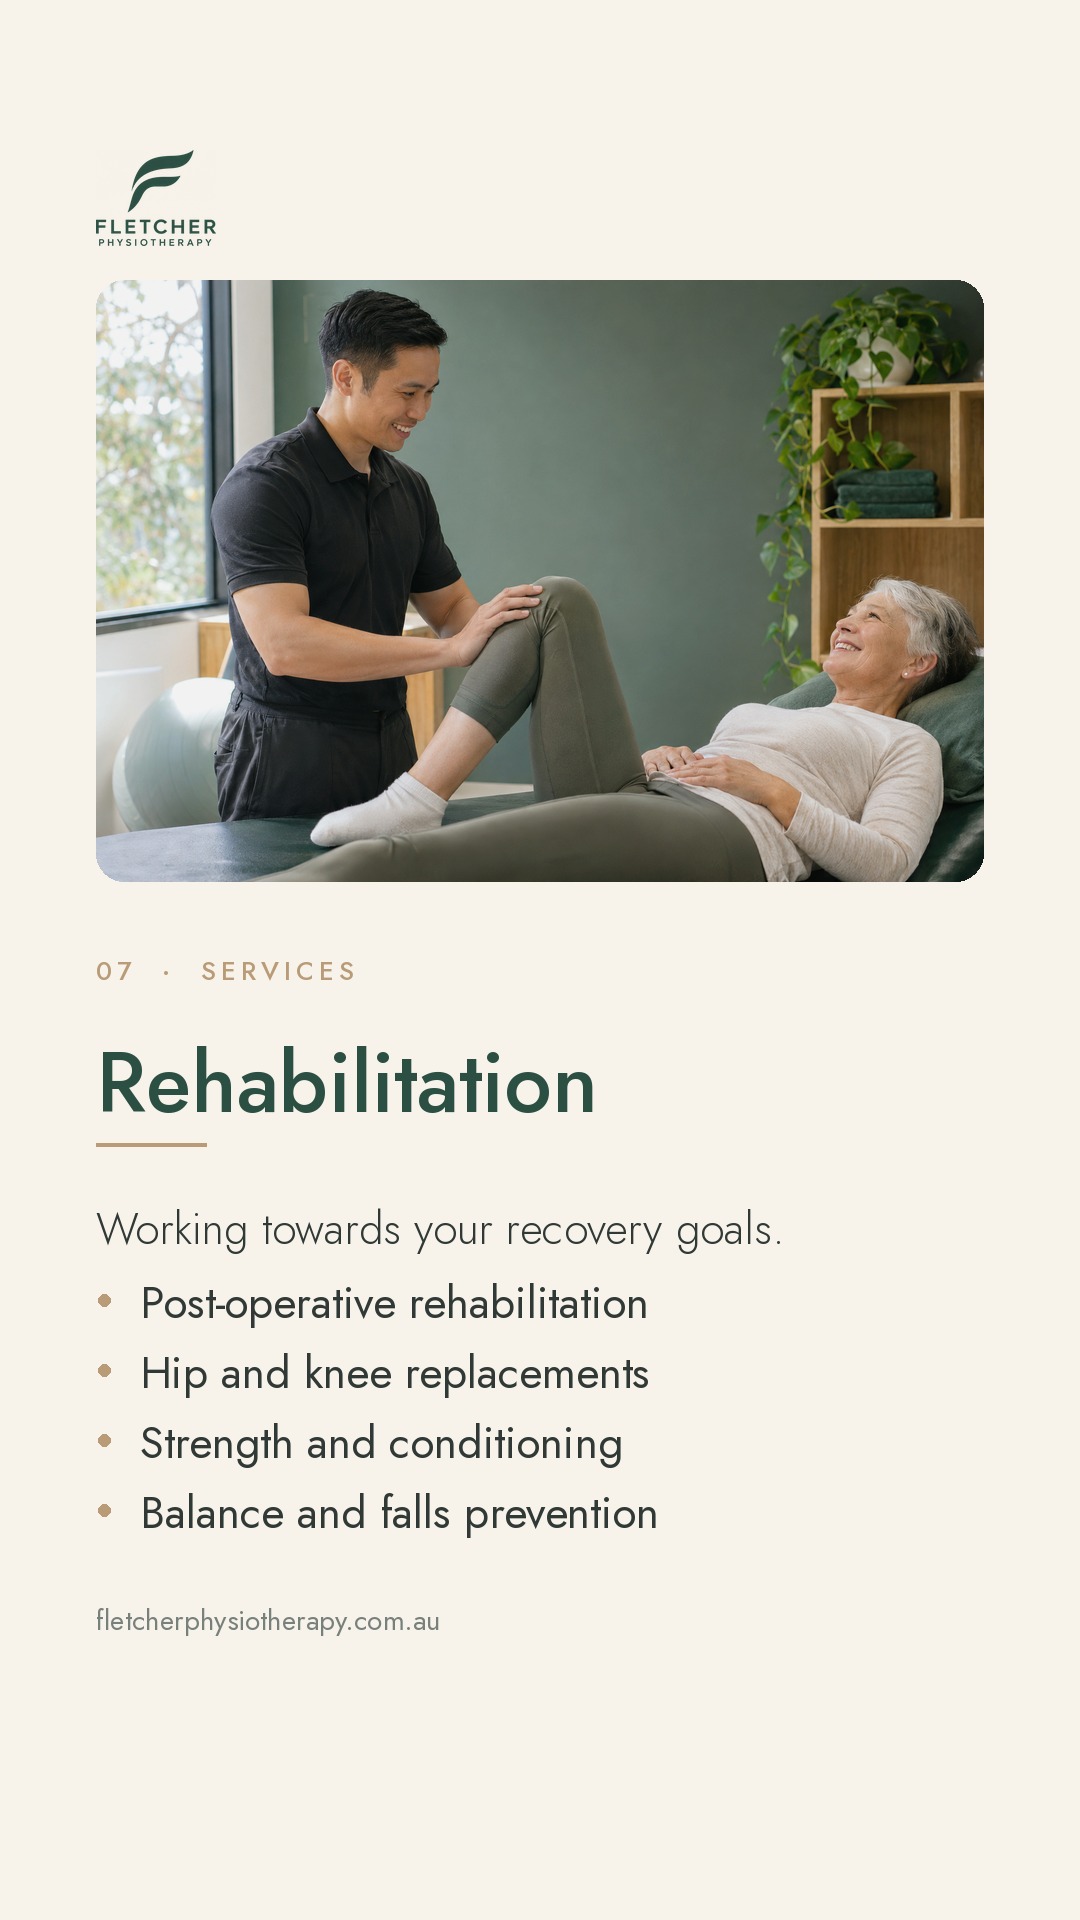 FLETCHER
PHYSIOTHERAPY
07 · SERVICES
Rehabilitation
Working towards your recovery goals.
• Post-operative rehabilitation
• Hip and knee replacements
• Strength and conditioning
• Balance and falls prevention
fletcherphysiotherapy.com.au